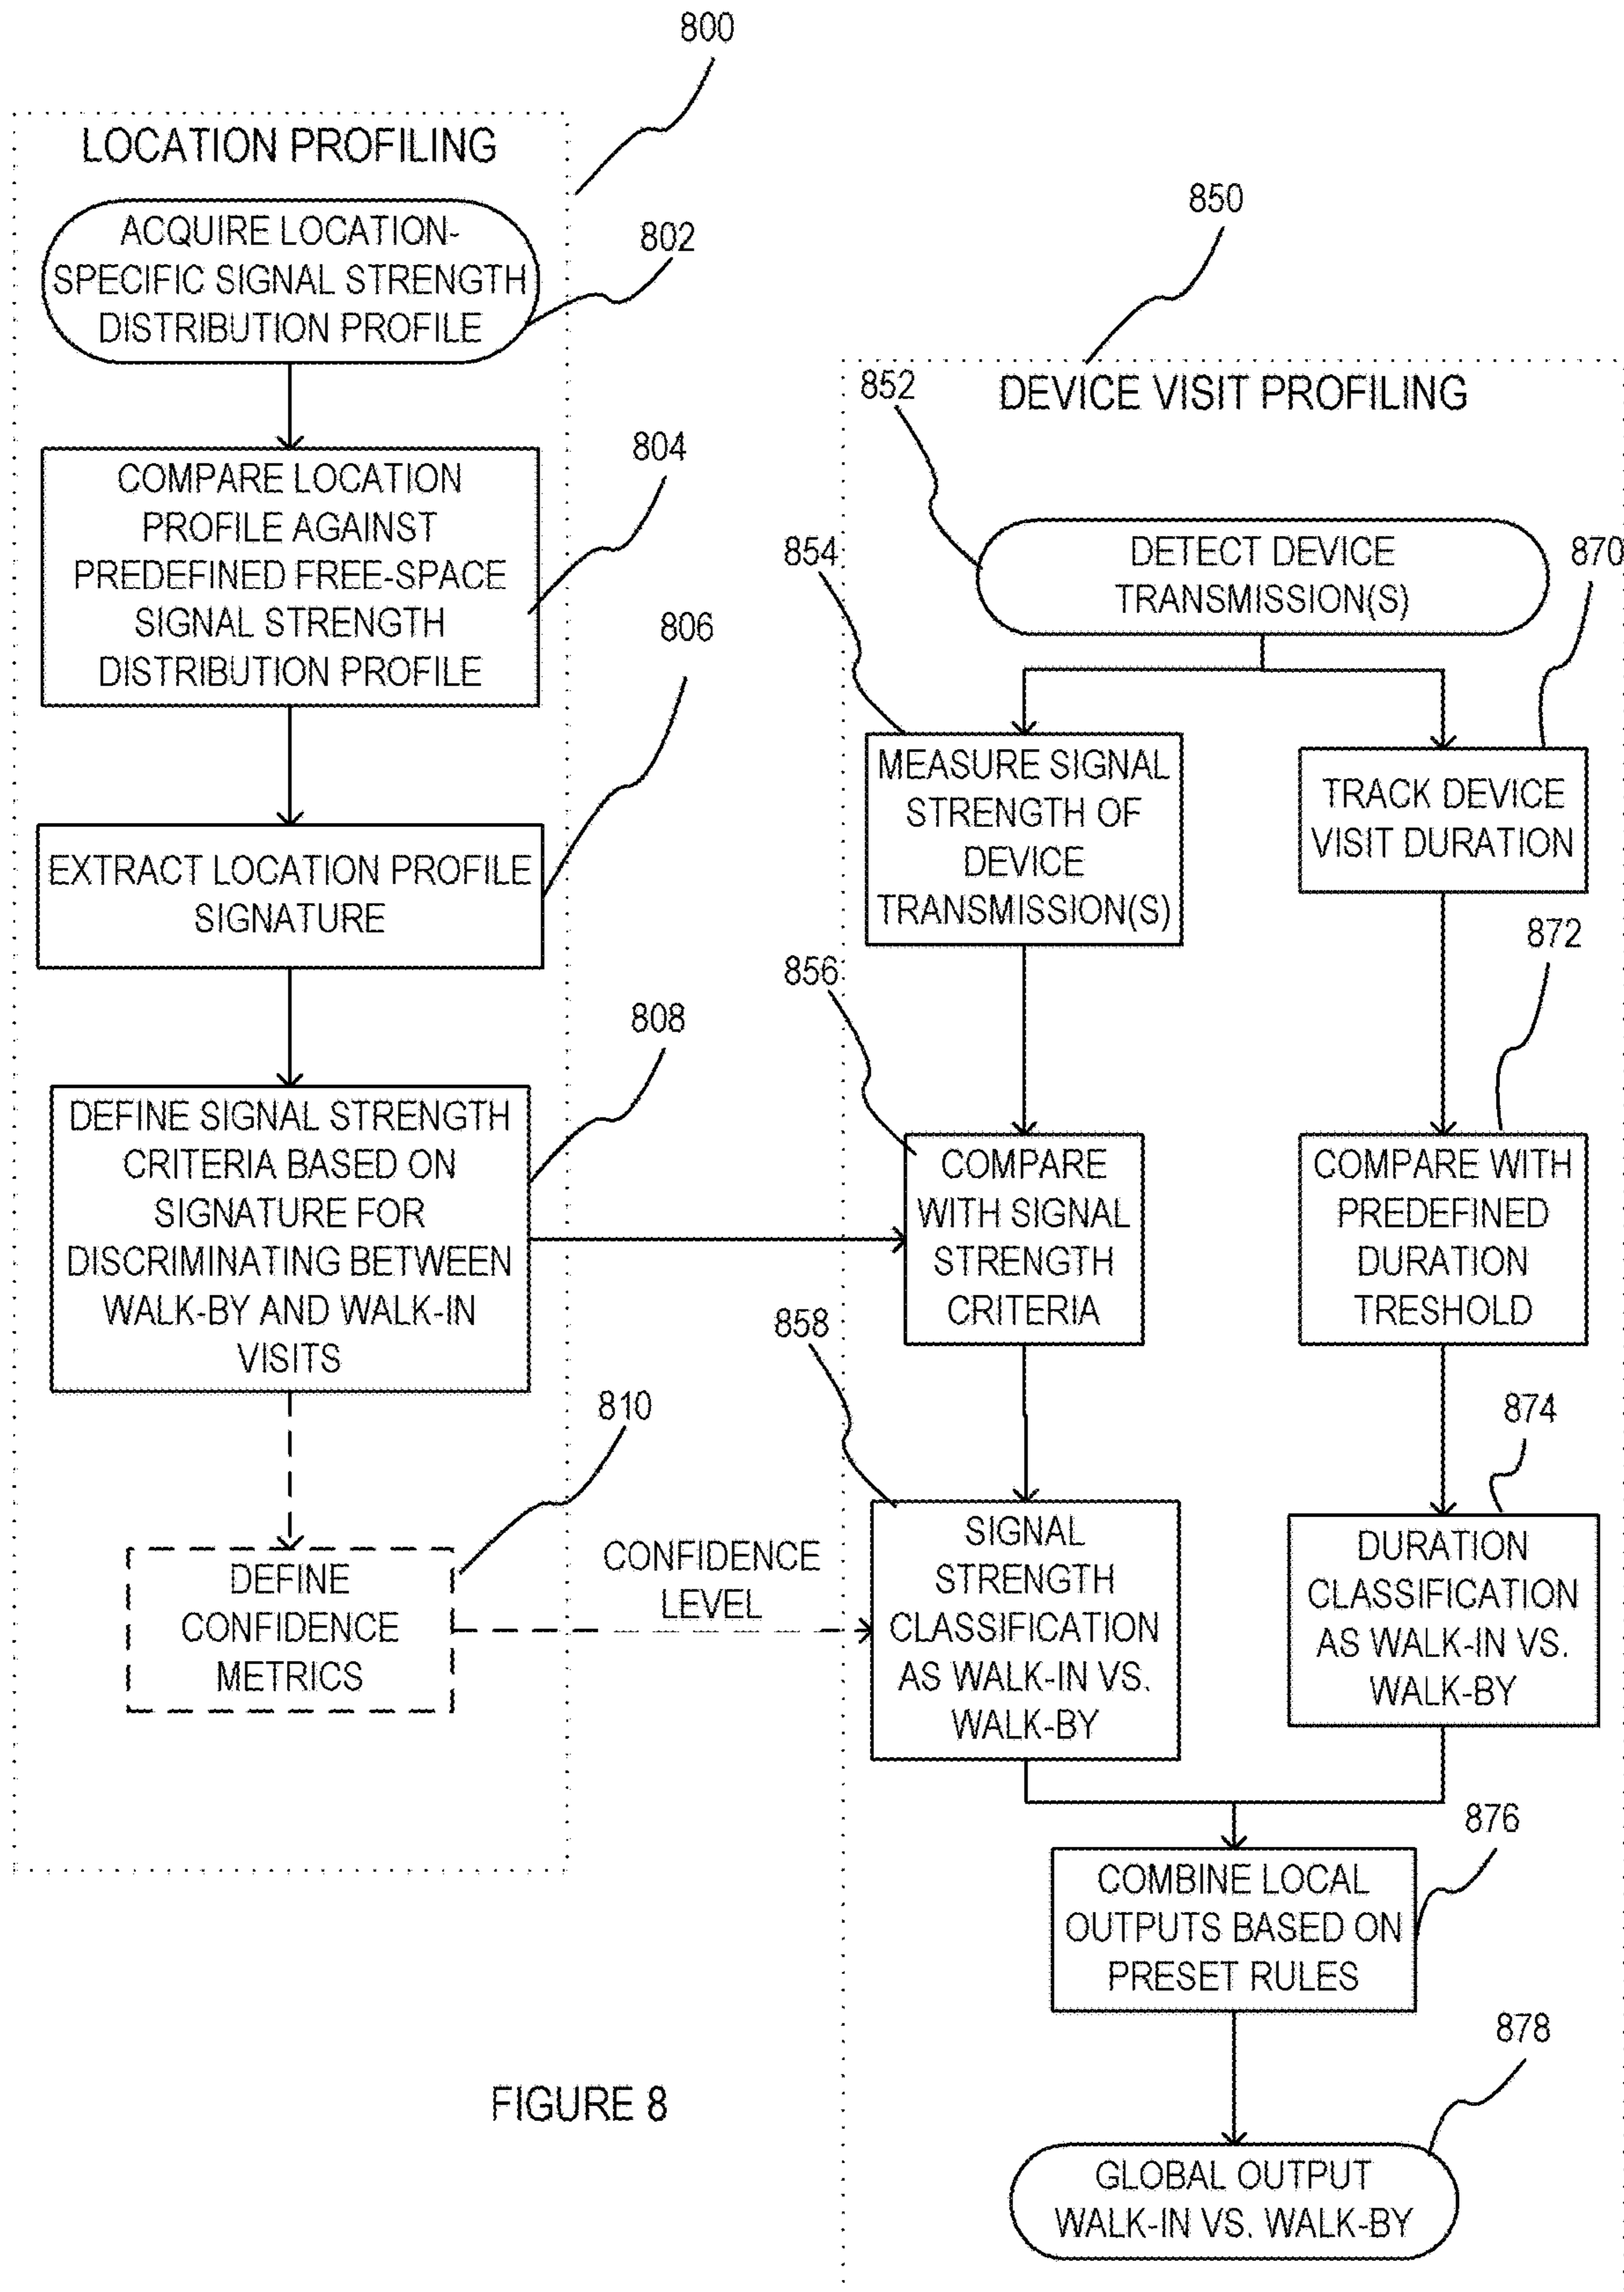 800
LOCATION PROFILING
ACQUIRE LOCATION-
SPECIFIC SIGNAL STRENGTH
DISTRIBUTION PROFILE
802
COMPARE LOCATION
PROFILE AGAINST
PREDEFINED FREE-SPACE
SIGNAL STRENGTH
DISTRIBUTION PROFILE
804
EXTRACT LOCATION PROFILE
SIGNATURE
806
DEFINE SIGNAL STRENGTH
CRITERIA BASED ON
SIGNATURE FOR
DISCRIMINATING BETWEEN
WALK-BY AND WALK-IN
VISITS
808
DEFINE
CONFIDENCE
METRICS
810
CONFIDENCE
LEVEL
850
DEVICE VISIT PROFILING
852
DETECT DEVICE
TRANSMISSION(S)
854
MEASURE SIGNAL
STRENGTH OF
DEVICE
TRANSMISSION(S)
856
COMPARE
WITH SIGNAL
STRENGTH
CRITERIA
858
SIGNAL
STRENGTH
CLASSIFICATION
AS WALK-IN VS.
WALK-BY
870
TRACK DEVICE
VISIT DURATION
872
COMPARE WITH
PREDEFINED
DURATION
TRESHOLD
874
DURATION
CLASSIFICATION
AS WALK-IN VS.
WALK-BY
876
COMBINE LOCAL
OUTPUTS BASED ON
PRESET RULES
878
GLOBAL OUTPUT
WALK-IN VS. WALK-BY
FIGURE 8